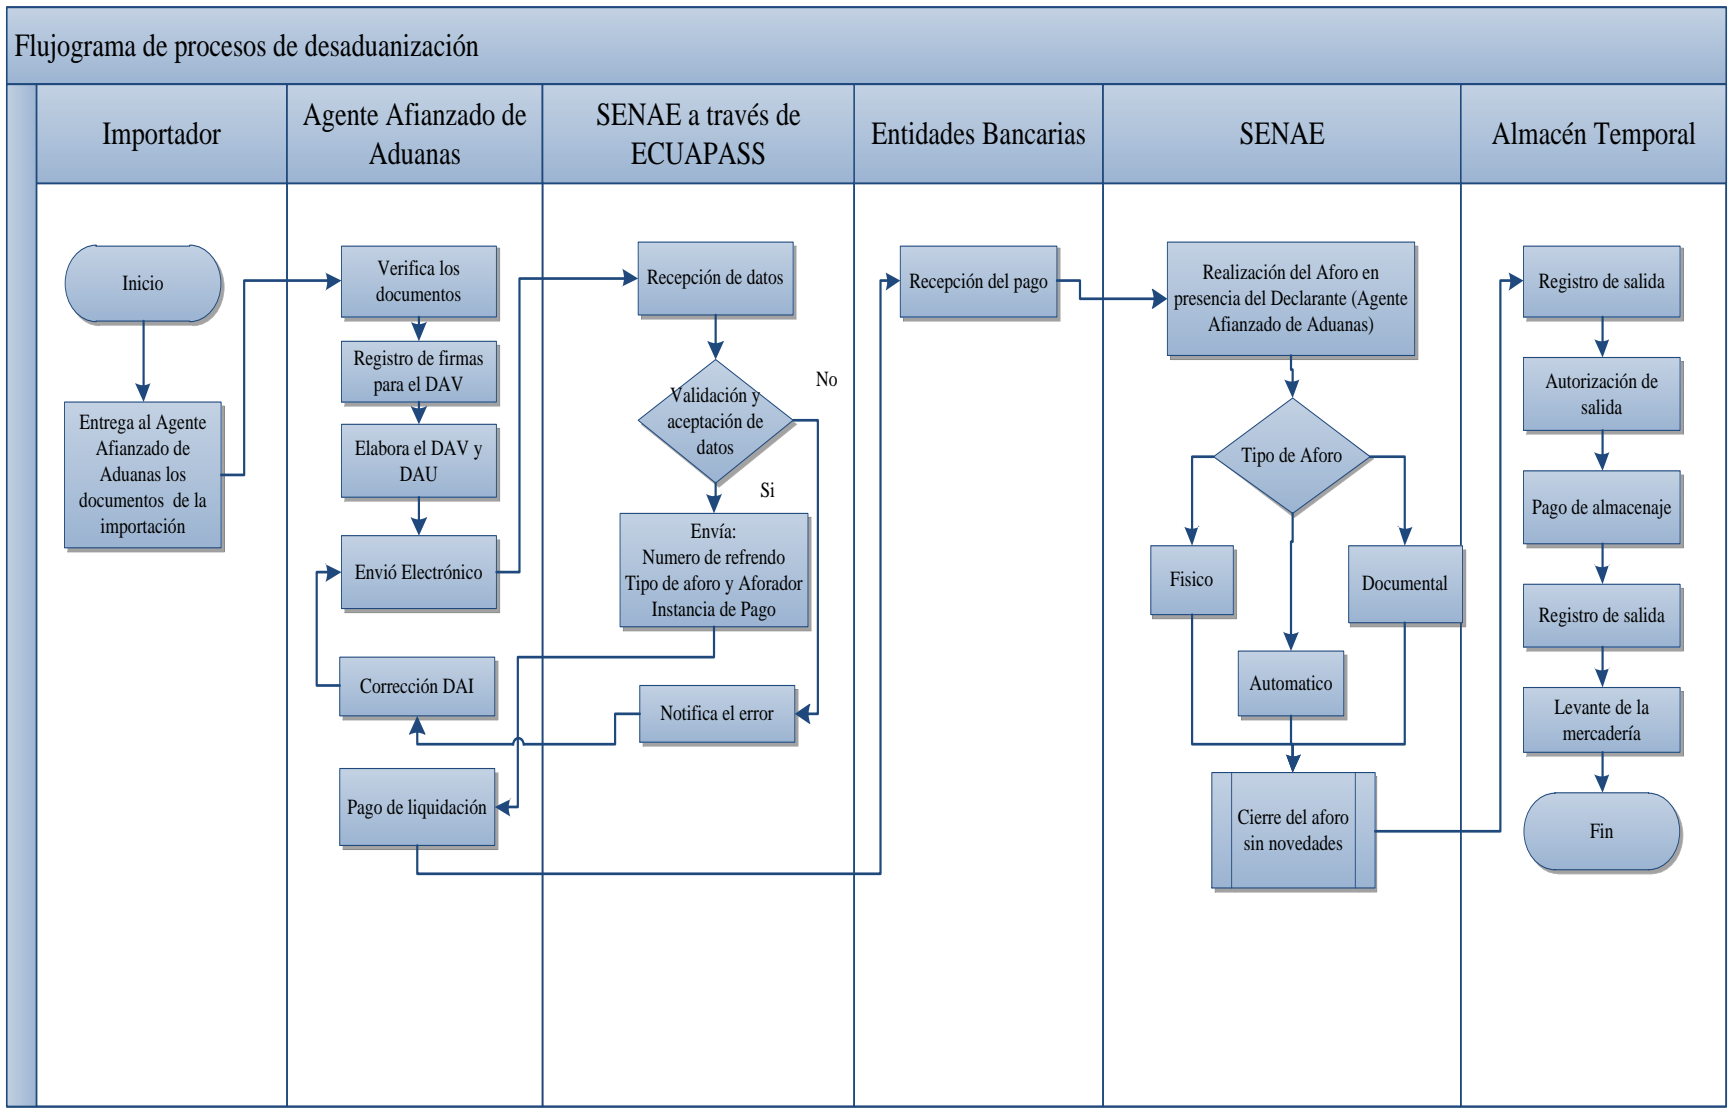 Flujograma de procesos de desaduanización
Importador
Agente Afianzado de
Aduanas
SENAE a través de
ECUAPASS
Entidades Bancarias
SENAE
Almacén Temporal
Inicio
Entrega al Agente
Afianzado de
Aduanas los
documentos de la
importación
Verifica los
documentos
Registro de firmas
para el DAV
Elabora el DAV y
DAU
Envió Electrónico
Corrección DAI
Pago de liquidación
Recepción de datos
Validación y
aceptación de
datos
No
Si
Envía:
Numero de refrendo
Tipo de aforo y Aforador
Instancia de Pago
Notifica el error
Recepción del pago
Realización del Aforo en
presencia del Declarante (Agente
Afianzado de Aduanas)
Tipo de Aforo
Fisico
Documental
Automatico
Cierre del aforo
sin novedades
Registro de salida
Autorización de
salida
Pago de almacenaje
Registro de salida
Levante de la
mercadería
Fin